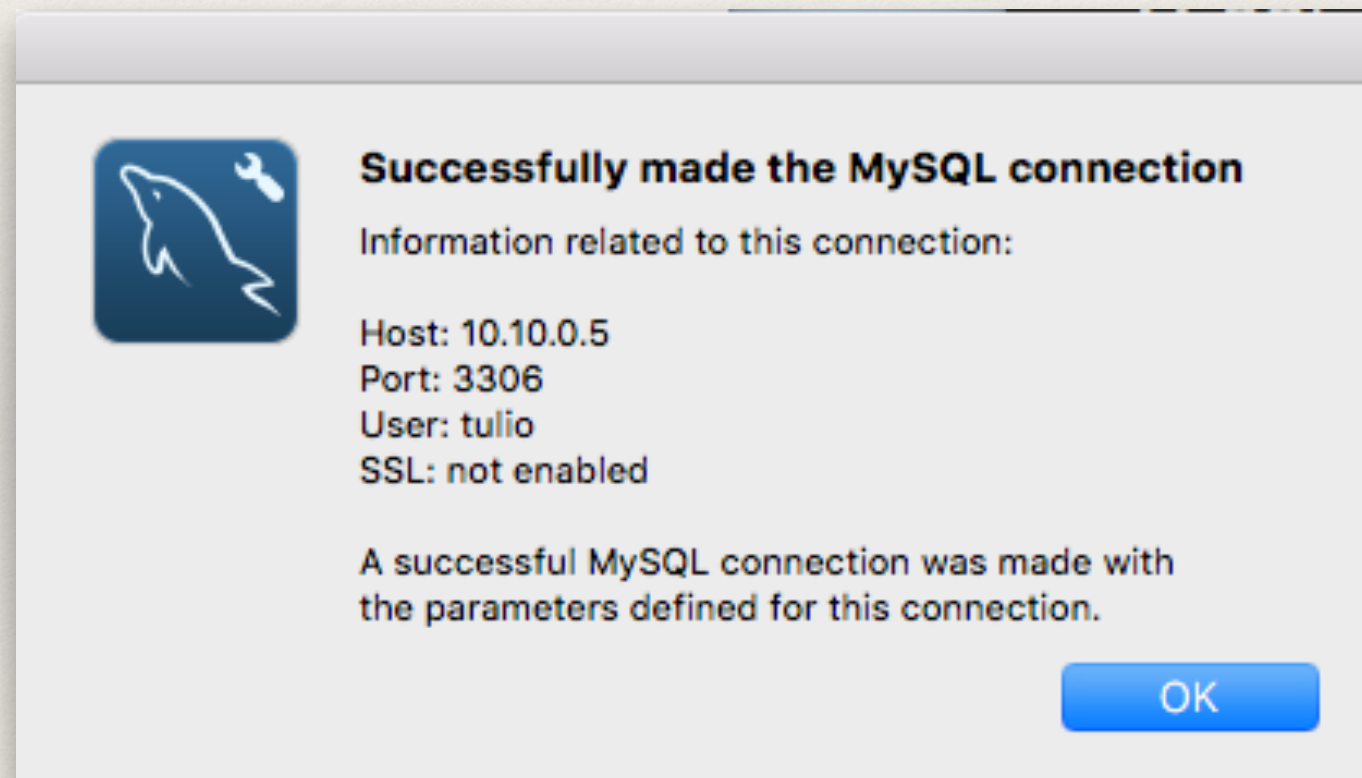 Successfully made the MySQL connection
Information related to this connection:
Host: 10.10.0.5
Port: 3306
User: tulio
SSL: not enabled
A successful MySQL connection was made with
the parameters defined for this connection.
OK